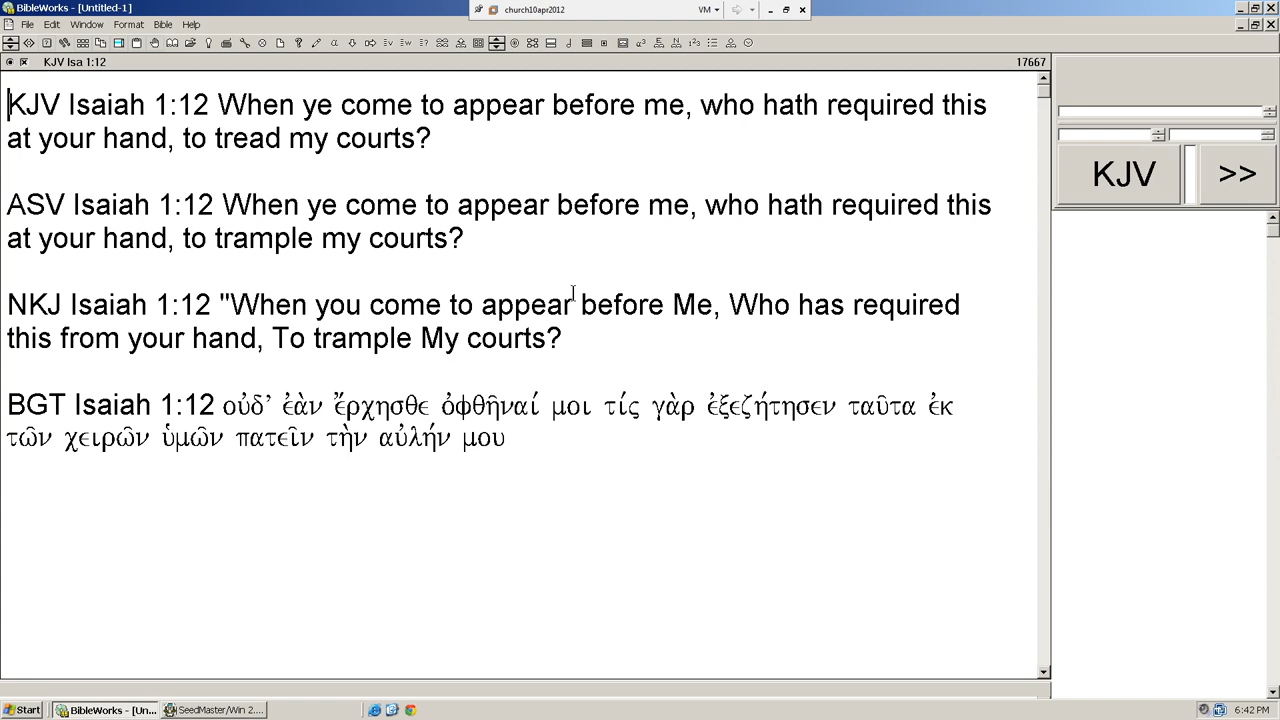 BibleWorks - [Untitled-1]
church10apr2012
VM
File Edit Window Format Bible Help
KJV Isa 1:12
17667
KJV Isaiah 1:12 When ye come to appear before me, who hath required this
at your hand, to tread my courts?
ASV Isaiah 1:12 When ye come to appear before me, who hath required this
at your hand, to trample my courts?
NKJ Isaiah 1:12 "When you come to appear before Me, Who has required
this from your hand, To trample My courts?
BGT Isaiah 1:12 οὐδ’ ἐὰν ἔρχησθε ὀφθῆναί μοι τίς γὰρ ἐξεζήτησεν ταῦτα ἐκ
τῶν χειρῶν ὑμῶν πατεῖν τὴν αὐλήν μου
KJV
>>
Start
BibleWorks - [Un...
SeedMaster/Win 2....
6:42 PM